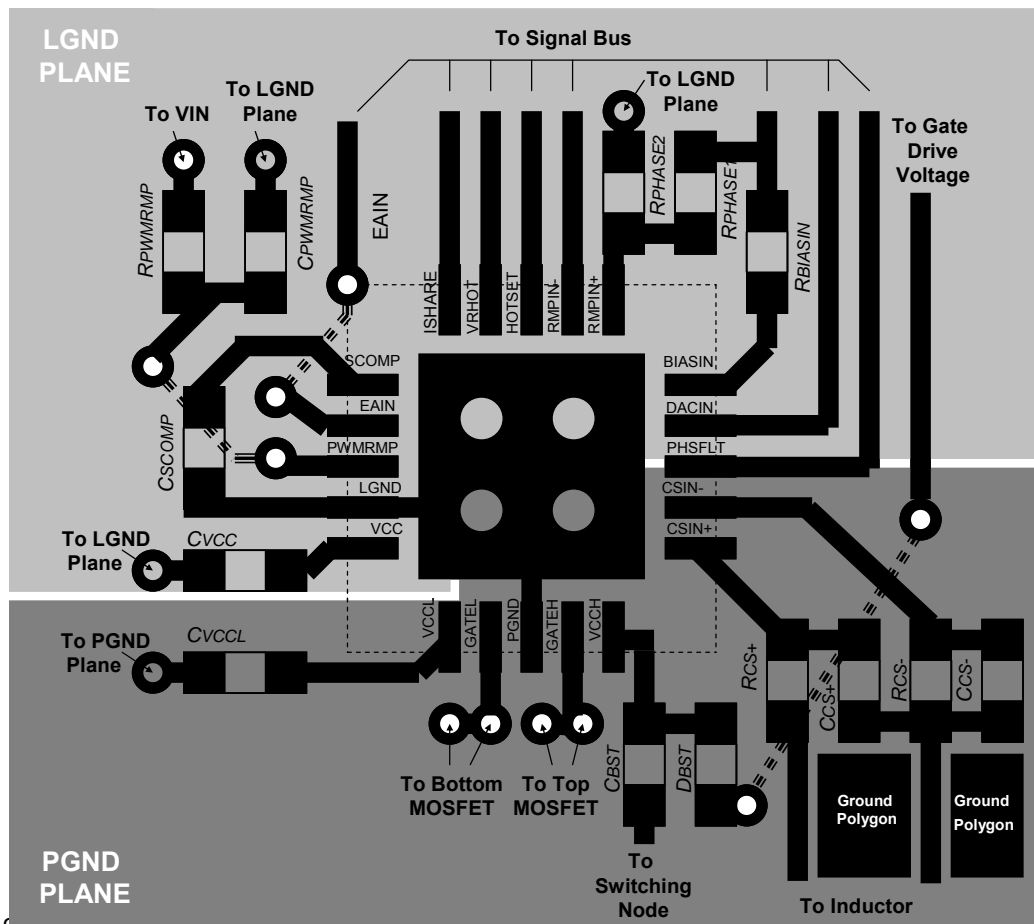 LGND
PLANE
To Signal Bus
To VIN
To LGND
Plane
To LGND
Plane
To Gate
Drive
Voltage
RPWMRMP
CPWMRMP
EAIN
RPHASE2
RPHASE1
RBIASIN
ISHARE
VRHOT
HOTSET
RMPIN-
RMPIN+
SCOMP
EAIN
PWMRMP
LGND
VCC
BIASIN
DACIN
PHSFLT
CSIN-
CSIN+
CSCOMP
To LGND
Plane
CVCC
To PGND
Plane
CVCCL
VCCL
GATEL
PGND
GATEH
VCCH
RCS+
CCS+
RCS-
CCS-
CBST
DBST
To Bottom
MOSFET
To Top
MOSFET
Ground
Polygon
Ground
Polygon
To
Switching
Node
To Inductor
PGND
PLANE